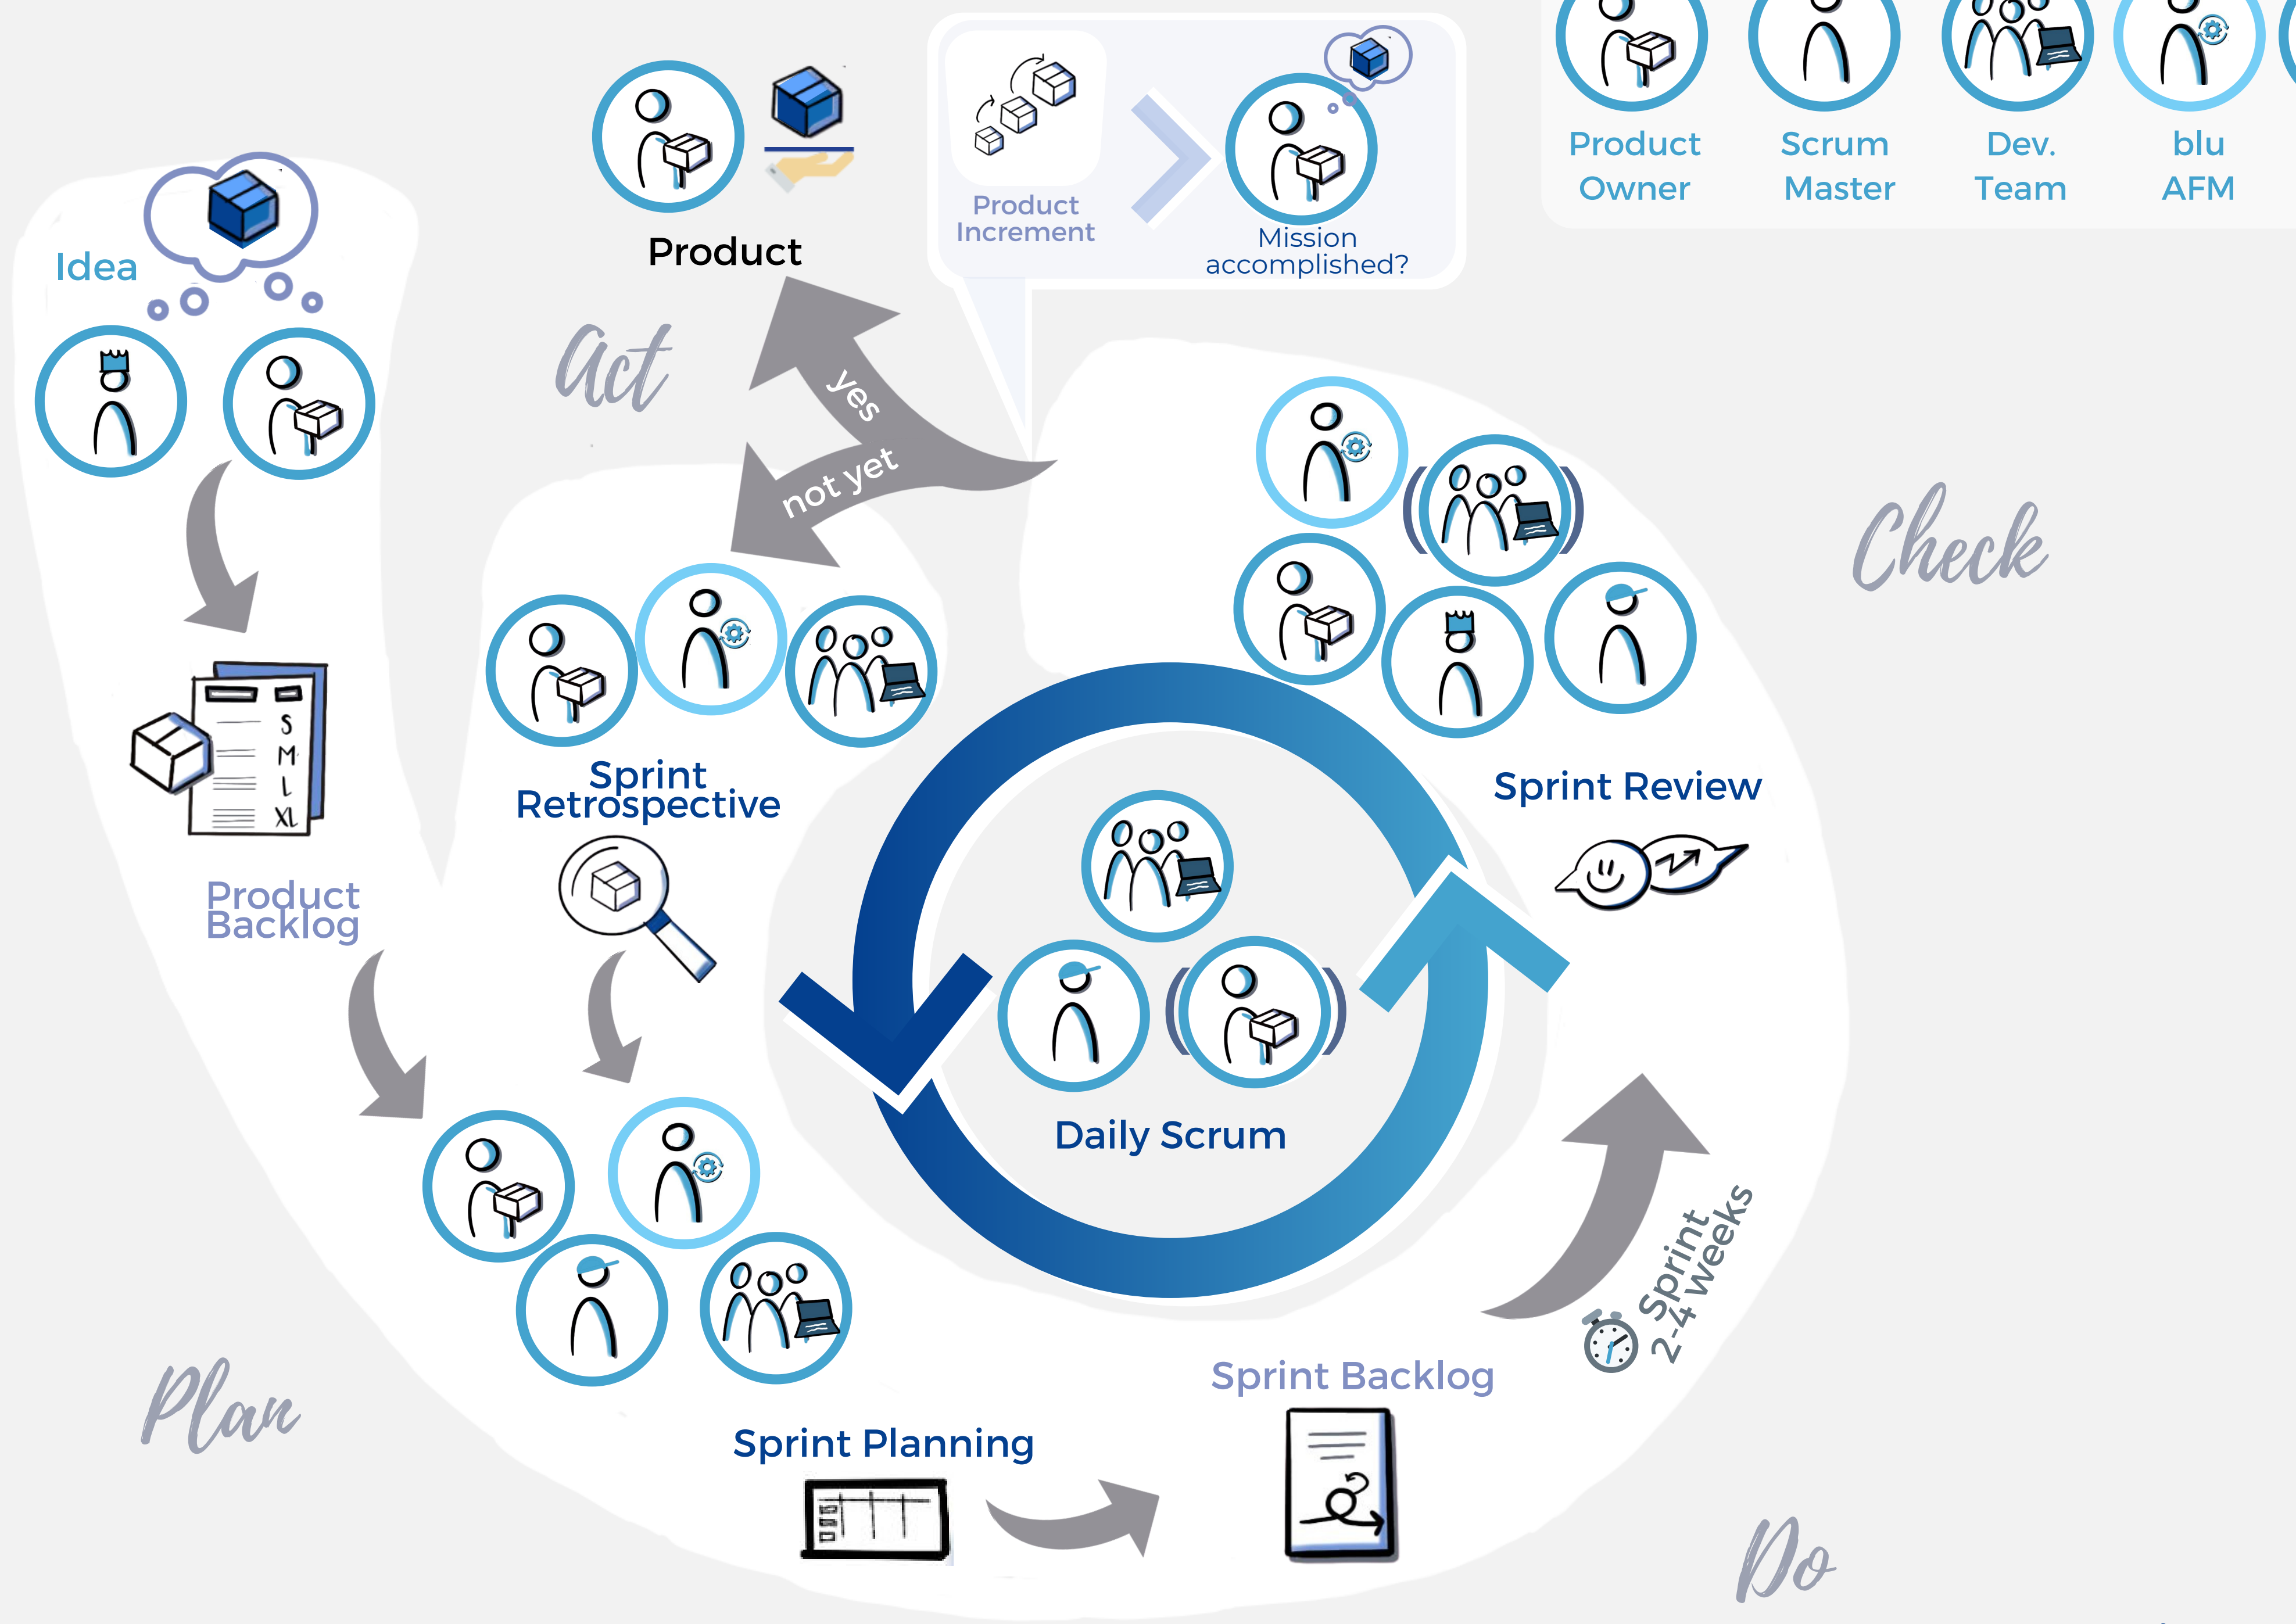 Product
Owner
Scrum
Master
Dev.
Team
blu
AFM
Idea
Product
Product
Increment
Mission
accomplished?
Act
yes
not yet
Check
S
M
L
XL
Product
Backlog
Sprint
Retrospective
Sprint Review
Daily Scrum
Sprint
2-4 weeks
Plan
Sprint Planning
Sprint Backlog
Do